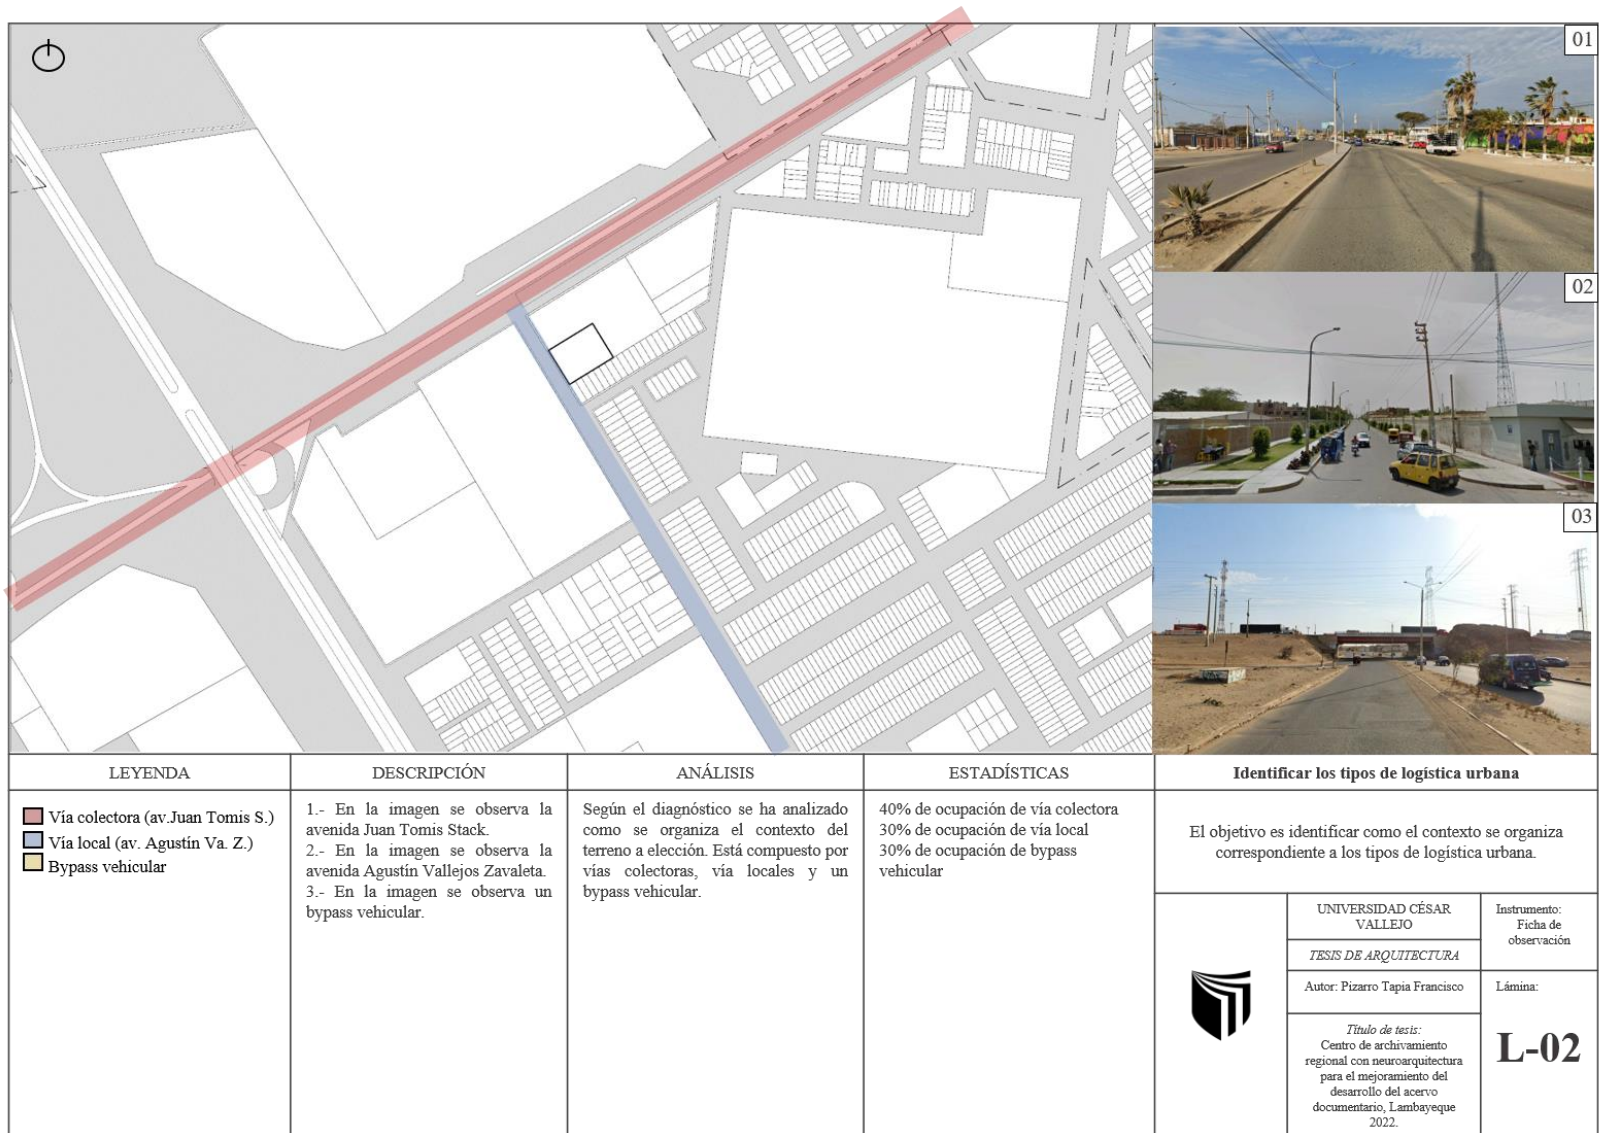 01
02
03
LEYENDA
Vía colectora (av.Juan Tomis S.)
Vía local (av. Agustín Va. Z.)
Bypass vehicular
DESCRIPCIÓN
1.- En la imagen se observa la
avenida Juan Tomis Stack.
2.- En la imagen se observa la
avenida Agustín Vallejos Zavaleta.
3.- En la imagen se observa un
bypass vehicular.
ANÁLISIS
Según el diagnóstico se ha analizado
como se organiza el contexto del
terreno a elección. Está compuesto por
vías colectoras, vía locales y un
bypass vehicular.
ESTADÍSTICAS
40% de ocupación de vía colectora
30% de ocupación de vía local
30% de ocupación de bypass
vehicular
Identificar los tipos de logística urbana
El objetivo es identificar como el contexto se organiza
correspondiente a los tipos de logística urbana.
UNIVERSIDAD CÉSAR
VALLEJO
TESIS DE ARQUITECTURA
Autor: Pizarro Tapia Francisco
Título de tesis:
Centro de archivamiento
regional con neuroarquitectura
para el mejoramiento del
desarrollo del acervo
documentario, Lambayeque
2022.
Instrumento:
Ficha de
observación
Lámina:
L-02